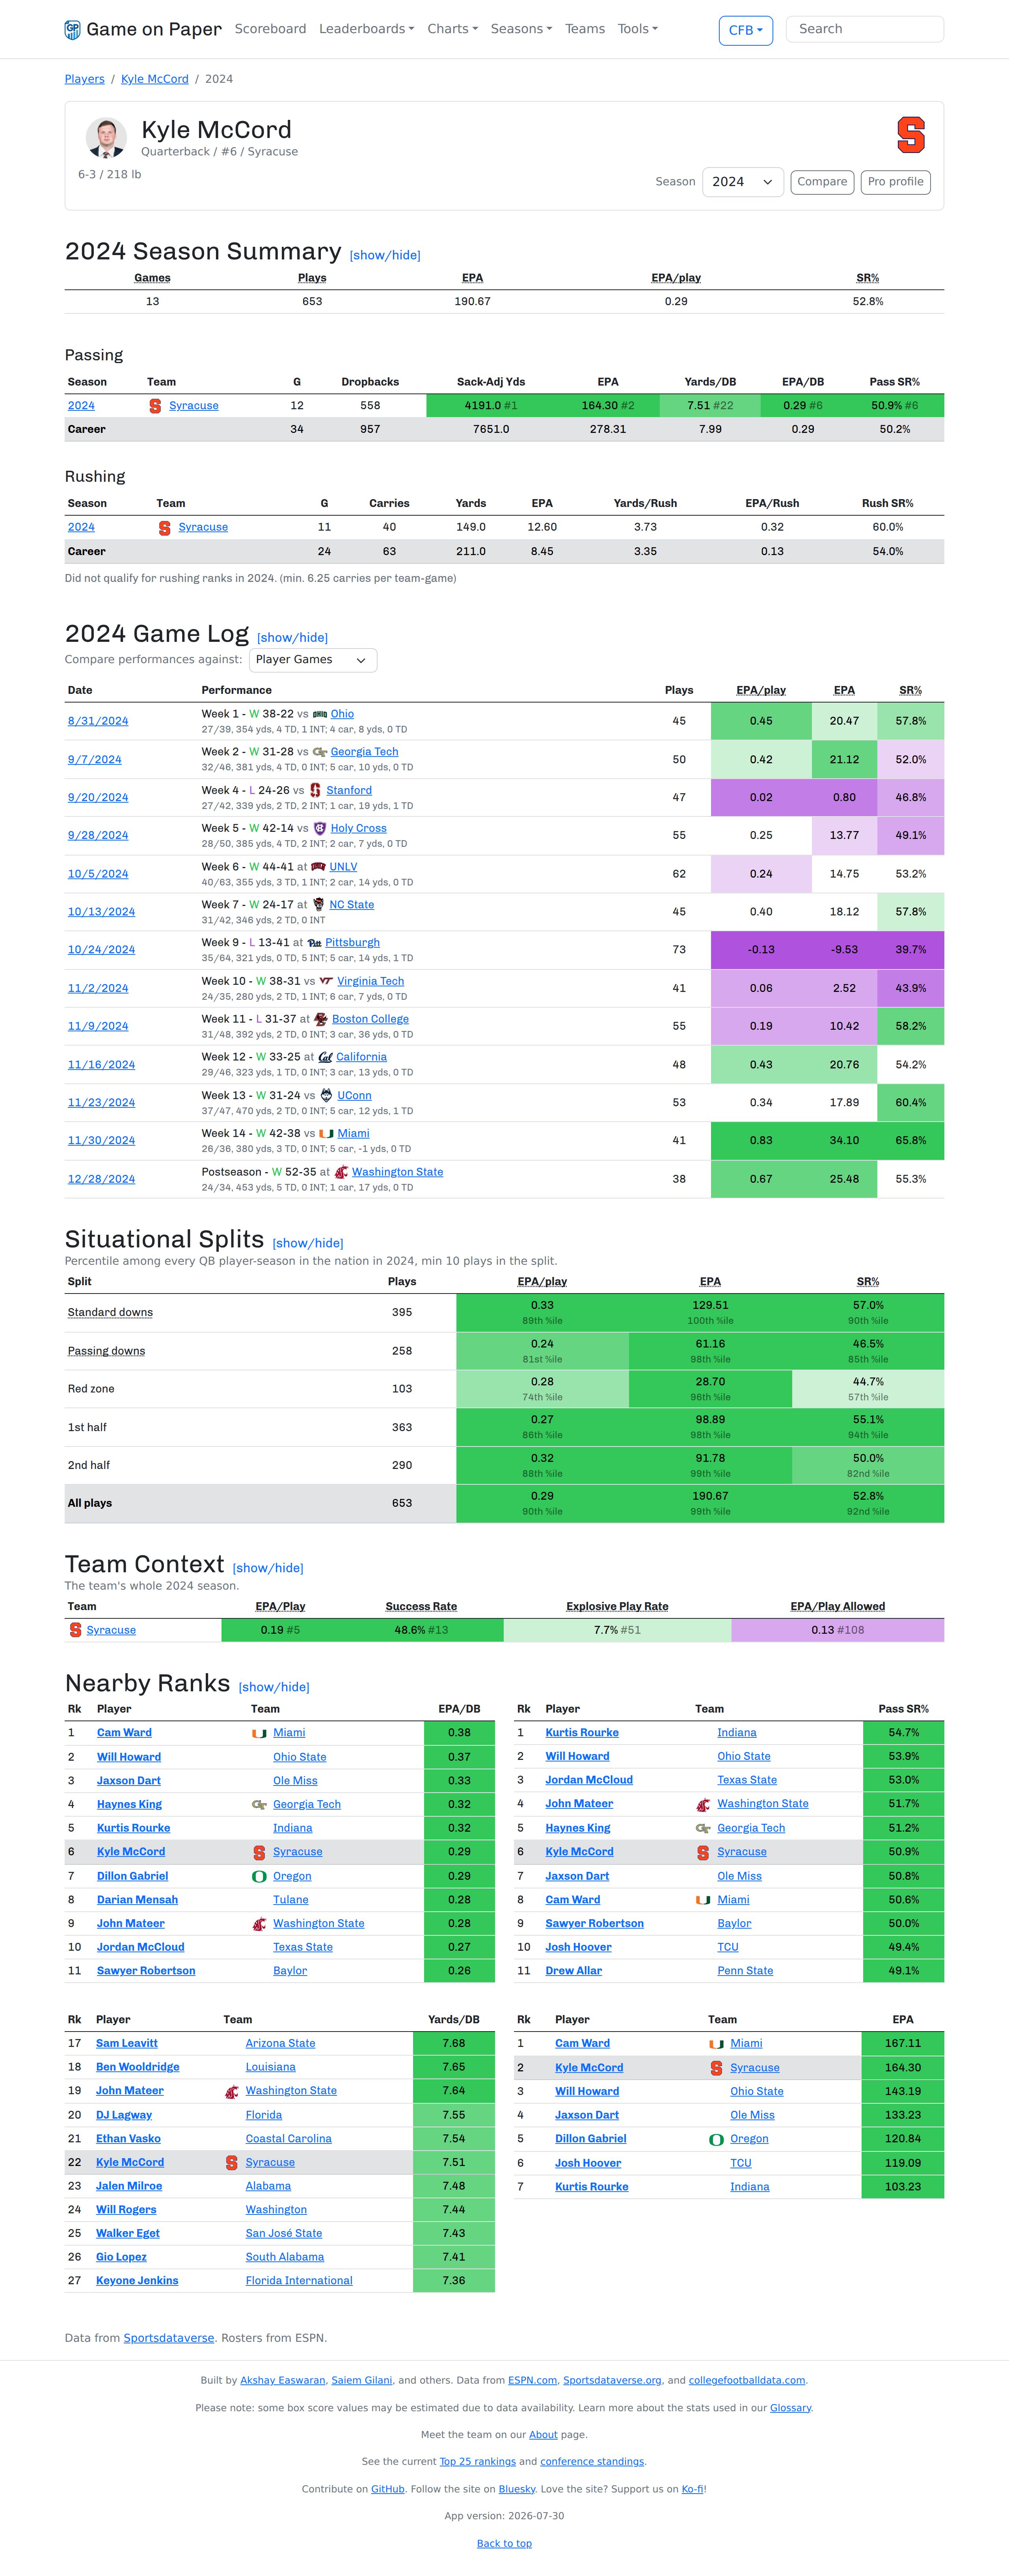 Game on Paper Scoreboard Leaderboards Charts Seasons Teams Tools CFB Search
Players / Kyle McCord / 2024
Kyle McCord
Quarterback / #6 / Syracuse
6-3 / 218 lb
Season 2024 Compare Pro profile
2024 Season Summary [show/hide]
Games Plays EPA EPA/play SR%
13 653 190.67 0.29 52.8%
Passing
Season Team G Dropbacks Sack-Adj Yds EPA Yards/DB EPA/DB Pass SR%
2024 Syracuse 12 558 4191.0 #1 164.30 #2 7.51 #22 0.29 #6 50.9% #6
Career 34 957 7651.0 278.31 7.99 0.29 50.2%
Rushing
Season Team G Carries Yards EPA Yards/Rush EPA/Rush Rush SR%
2024 Syracuse 11 40 149.0 12.60 3.73 0.32 60.0%
Career 24 63 211.0 8.45 3.35 0.13 54.0%
Did not qualify for rushing ranks in 2024. (min. 6.25 carries per team-game)
2024 Game Log [show/hide]
Compare performances against: Player Games
Date Performance Plays EPA/play EPA SR%
8/31/2024 Week 1 - W 38-22 vs Ohio 45 0.45 20.47 57.8%
27/39, 354 yds, 4 TD, 1 INT; 4 car, 8 yds, 0 TD
9/7/2024 Week 2 - W 31-28 vs Georgia Tech 50 0.42 21.12 52.0%
32/46, 381 yds, 4 TD, 0 INT; 5 car, 10 yds, 0 TD
9/20/2024 Week 4 - L 24-26 vs Stanford 47 0.02 0.80 46.8%
27/42, 339 yds, 2 TD, 2 INT; 1 car, 19 yds, 1 TD
9/28/2024 Week 5 - W 42-14 vs Holy Cross 55 0.25 13.77 49.1%
28/50, 385 yds, 4 TD, 2 INT; 2 car, 7 yds, 0 TD
10/5/2024 Week 6 - W 44-41 at UNLV 62 0.24 14.75 53.2%
40/63, 355 yds, 3 TD, 1 INT; 2 car, 14 yds, 0 TD
10/13/2024 Week 7 - W 24-17 at NC State 45 0.40 18.12 57.8%
31/42, 346 yds, 2 TD, 0 INT
10/24/2024 Week 9 - L 13-41 at Pittsburgh 73 -0.13 -9.53 39.7%
35/64, 321 yds, 0 TD, 5 INT; 5 car, 14 yds, 1 TD
11/2/2024 Week 10 - W 38-31 vs Virginia Tech 41 0.06 2.52 43.9%
24/35, 280 yds, 2 TD, 1 INT; 6 car, 7 yds, 0 TD
11/9/2024 Week 11 - L 31-37 at Boston College 55 0.19 10.42 58.2%
31/48, 392 yds, 2 TD, 0 INT; 3 car, 36 yds, 0 TD
11/16/2024 Week 12 - W 33-25 at California 48 0.43 20.76 54.2%
29/46, 323 yds, 1 TD, 0 INT; 3 car, 13 yds, 0 TD
11/23/2024 Week 13 - W 31-24 vs UConn 53 0.34 17.89 60.4%
37/47, 470 yds, 2 TD, 0 INT; 5 car, 12 yds, 1 TD
11/30/2024 Week 14 - W 42-38 vs Miami 41 0.83 34.10 65.8%
26/36, 380 yds, 3 TD, 0 INT; 5 car, -1 yds, 0 TD
12/28/2024 Postseason - W 52-35 at Washington State 38 0.67 25.48 55.3%
24/34, 453 yds, 5 TD, 0 INT; 1 car, 17 yds, 0 TD
Situational Splits [show/hide]
Percentile among every QB player-season in the nation in 2024, min 10 plays in the split.
Split Plays EPA/play EPA SR%
Standard downs 395 0.33 129.51 57.0%
89th %ile 100th %ile 90th %ile
Passing downs 258 0.24 61.16 46.5%
81st %ile 98th %ile 85th %ile
Red zone 103 0.28 28.70 44.7%
74th %ile 96th %ile 57th %ile
1st half 363 0.27 98.89 55.1%
86th %ile 98th %ile 94th %ile
2nd half 290 0.32 91.78 50.0%
88th %ile 99th %ile 82nd %ile
All plays 653 0.29 190.67 52.8%
90th %ile 99th %ile 92nd %ile
Team Context [show/hide]
The team's whole 2024 season.
Team EPA/Play Success Rate Explosive Play Rate EPA/Play Allowed
Syracuse 0.19 #5 48.6% #13 7.7% #51 0.13 #108
Nearby Ranks [show/hide]
Rk Player Team EPA/DB
1 Cam Ward Miami 0.38
2 Will Howard Ohio State 0.37
3 Jaxson Dart Ole Miss 0.33
4 Haynes King Georgia Tech 0.32
5 Kurtis Rourke Indiana 0.32
6 Kyle McCord Syracuse 0.29
7 Dillon Gabriel Oregon 0.29
8 Darian Mensah Tulane 0.28
9 John Mateer Washington State 0.28
10 Jordan McCloud Texas State 0.27
11 Sawyer Robertson Baylor 0.26
Rk Player Team Pass SR%
1 Kurtis Rourke Indiana 54.7%
2 Will Howard Ohio State 53.9%
3 Jordan McCloud Texas State 53.0%
4 John Mateer Washington State 51.7%
5 Haynes King Georgia Tech 51.2%
6 Kyle McCord Syracuse 50.9%
7 Jaxson Dart Ole Miss 50.8%
8 Cam Ward Miami 50.6%
9 Sawyer Robertson Baylor 50.0%
10 Josh Hoover TCU 49.4%
11 Drew Allar Penn State 49.1%
Rk Player Team Yards/DB
17 Sam Leavitt Arizona State 7.68
18 Ben Wooldridge Louisiana 7.65
19 John Mateer Washington State 7.64
20 DJ Lagway Florida 7.55
21 Ethan Vasko Coastal Carolina 7.54
22 Kyle McCord Syracuse 7.51
23 Jalen Milroe Alabama 7.48
24 Will Rogers Washington 7.44
25 Walker Eget San José State 7.43
26 Gio Lopez South Alabama 7.41
27 Keyone Jenkins Florida International 7.36
Rk Player Team EPA
1 Cam Ward Miami 167.11
2 Kyle McCord Syracuse 164.30
3 Will Howard Ohio State 143.19
4 Jaxson Dart Ole Miss 133.23
5 Dillon Gabriel Oregon 120.84
6 Josh Hoover TCU 119.09
7 Kurtis Rourke Indiana 103.23
Data from Sportsdataverse. Rosters from ESPN.
Built by Akshay Easwaran, Saiem Gilani, and others. Data from ESPN.com, Sportsdataverse.org, and collegefootballdata.com.
Please note: some box score values may be estimated due to data availability. Learn more about the stats used in our Glossary.
Meet the team on our About page.
See the current Top 25 rankings and conference standings.
Contribute on GitHub. Follow the site on Bluesky. Love the site? Support us on Ko-fi!
App version: 2026-07-30
Back to top